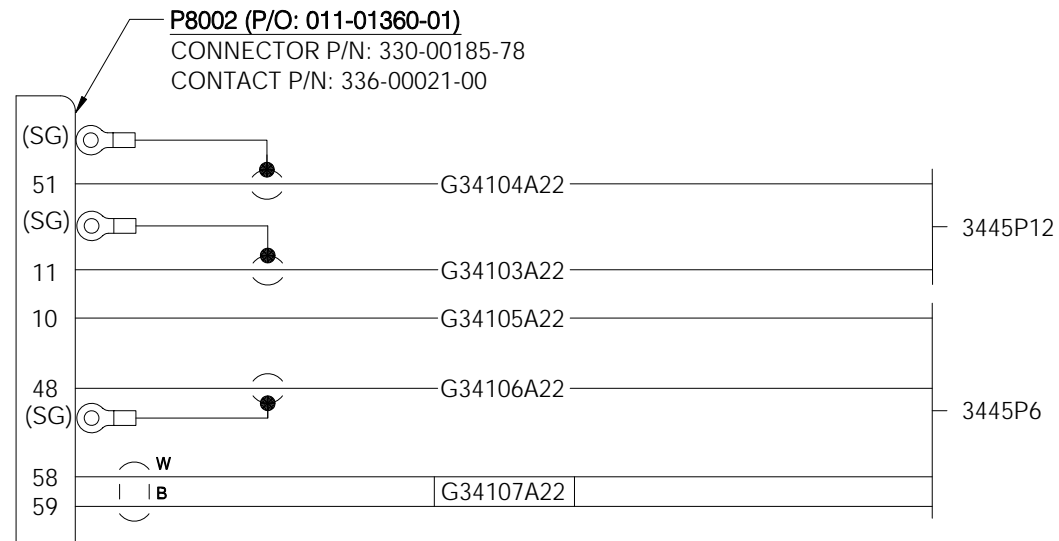 P8002 (P/O: 011-01360-01)
CONNECTOR P/N: 330-00185-78
CONTACT P/N: 336-00021-00
(SG)
51
G34104A22
(SG)
3445P12
11
G34103A22
10
G34105A22
48
G34106A22
(SG)
3445P6
W
58
B
G34107A22
59